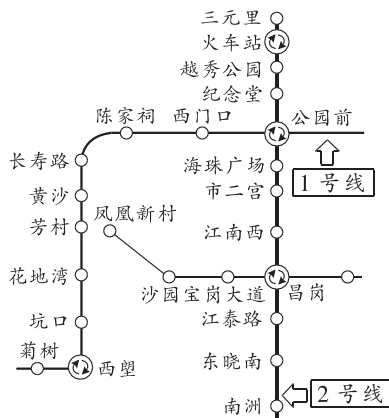 三元里
火车站
越秀公园
纪念堂
陈家祠
西门口
公园前
长寿路
海珠广场
1号线
黄沙
市二宫
凤凰新村
芳村
江南西
花地湾
沙园
宝岗大道
昌岗
坑口
江泰路
菊树
西塱
东晓南
南洲
2号线